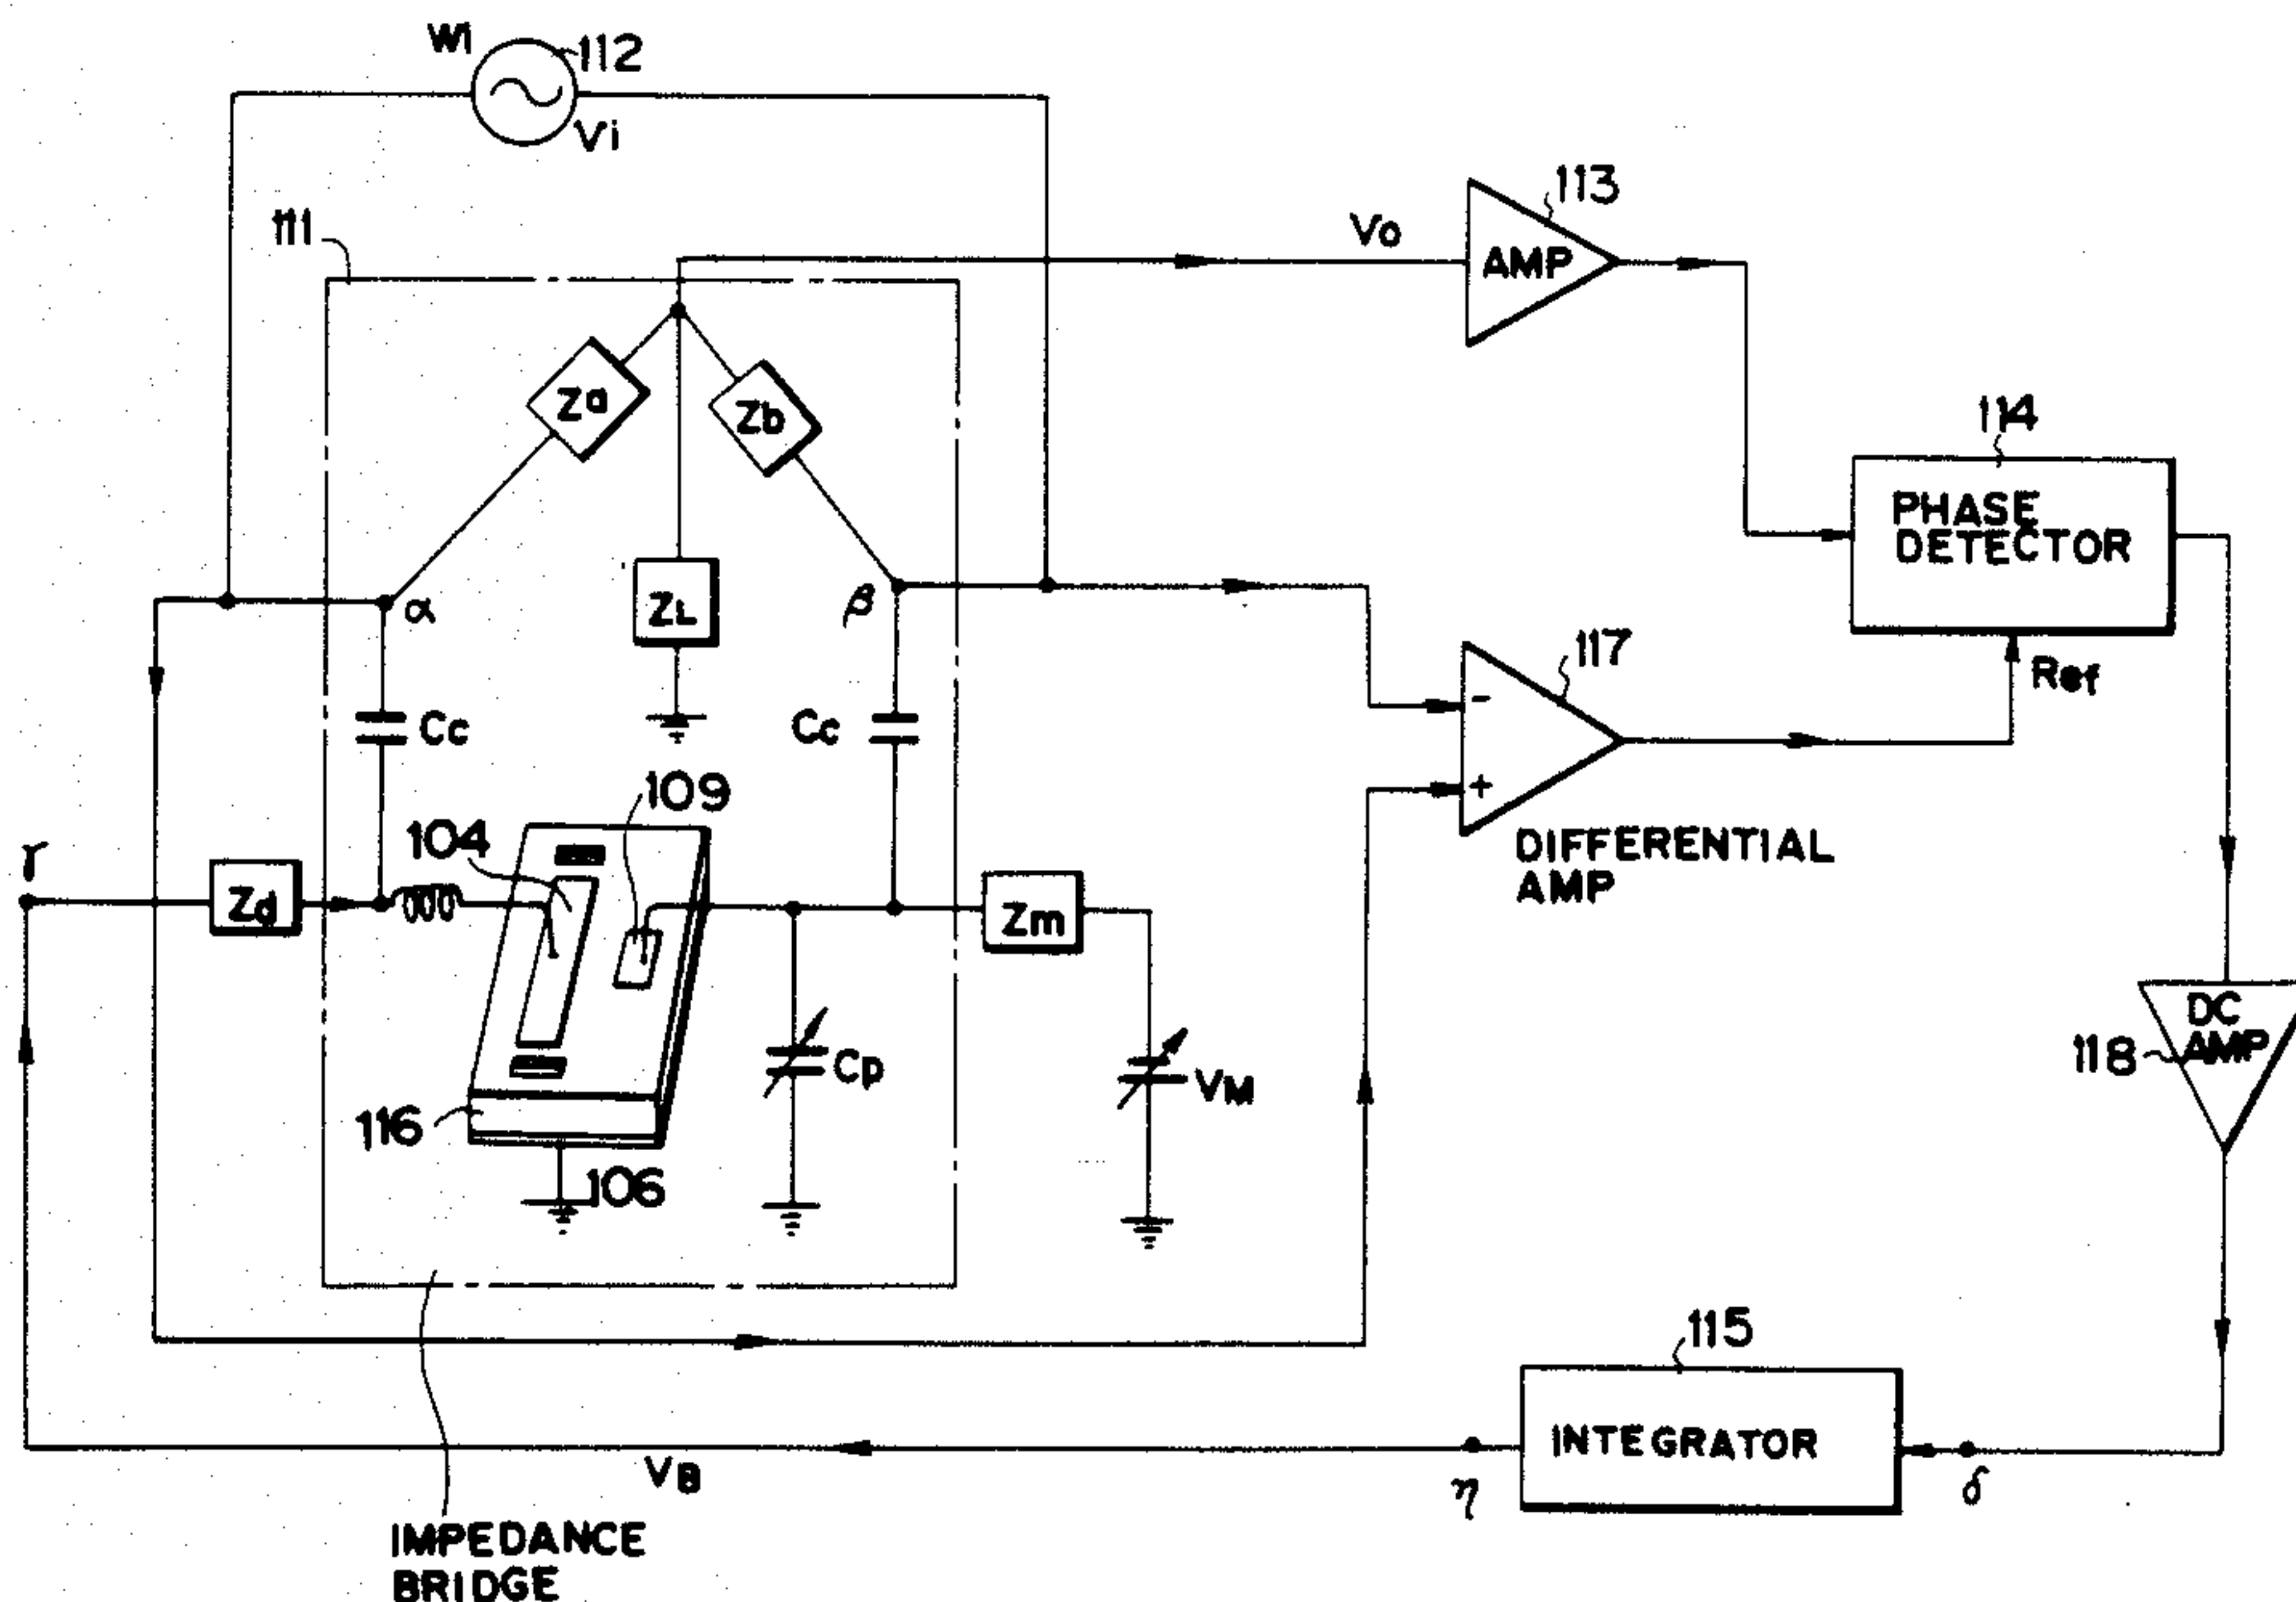 W1
112
Vi
111
Vo
113
AMP
Za
Zb
114
PHASE
DETECTOR
Ref
α
ZL
β
117
-
+
DIFFERENTIAL
AMP
Cc
Cc
109
104
γ
Zd
Zm
DC
AMP
118
Cp
VM
116
106
115
INTEGRATOR
VB
η
δ
IMPEDANCE
BRIDGE